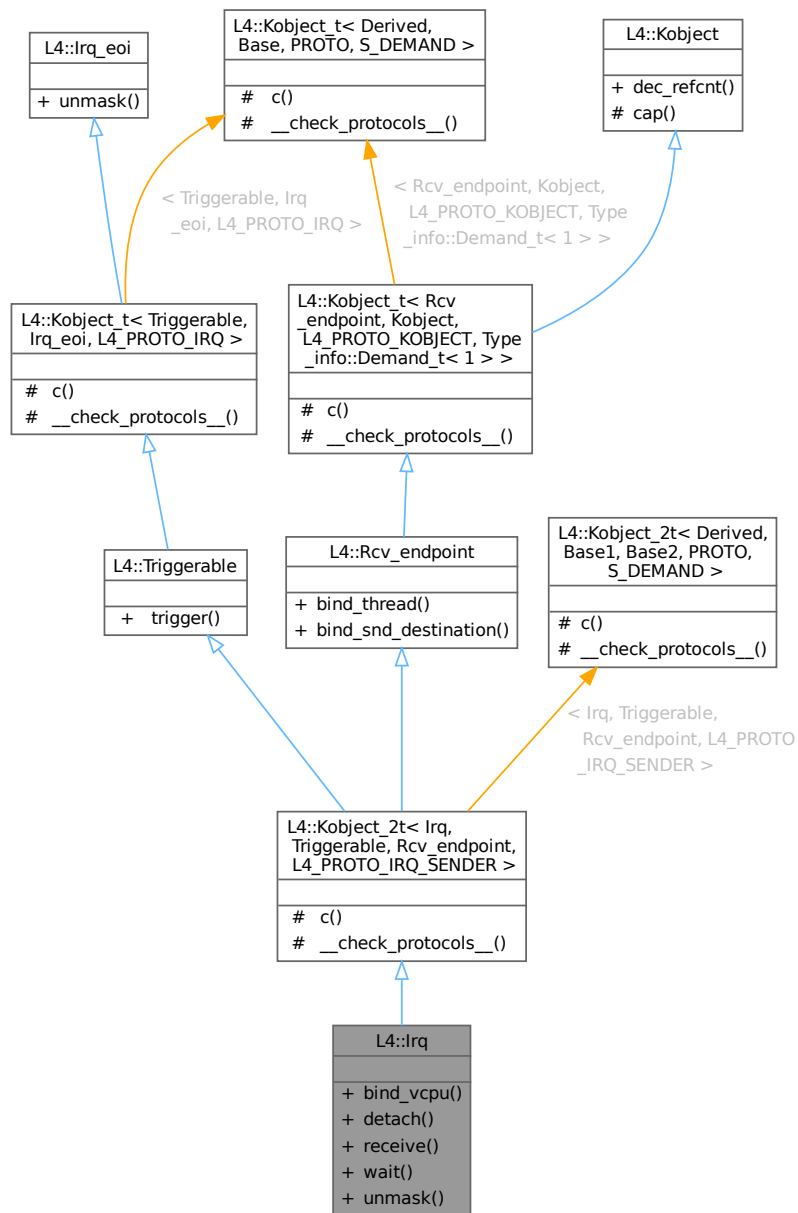 L4::Irq_eoi
+ unmask()
L4::Kobject_t< Derived,
Base, PROTO, S_DEMAND >
# c()
# __check_protocols__()
L4::Kobject
+ dec_refcnt()
# cap()
< Triggerable, Irq
_eoi, L4_PROTO_IRQ >
< Rcv_endpoint, Kobject,
L4_PROTO_KOBJECT, Type
_info::Demand_t< 1 > >
L4::Kobject_t< Triggerable,
Irq_eoi, L4_PROTO_IRQ >
# c()
# __check_protocols__()
L4::Kobject_t< Rcv
_endpoint, Kobject,
L4_PROTO_KOBJECT, Type
_info::Demand_t< 1 > >
# c()
# __check_protocols__()
L4::Triggerable
+ trigger()
L4::Rcv_endpoint
+ bind_thread()
+ bind_snd_destination()
L4::Kobject_2t< Derived,
Base1, Base2, PROTO,
S_DEMAND >
# c()
# __check_protocols__()
< Irq, Triggerable,
Rcv_endpoint, L4_PROTO
_IRQ_SENDER >
L4::Kobject_2t< Irq,
Triggerable, Rcv_endpoint,
L4_PROTO_IRQ_SENDER >
# c()
# __check_protocols__()
L4::Irq
+ bind_vcpu()
+ detach()
+ receive()
+ wait()
+ unmask()